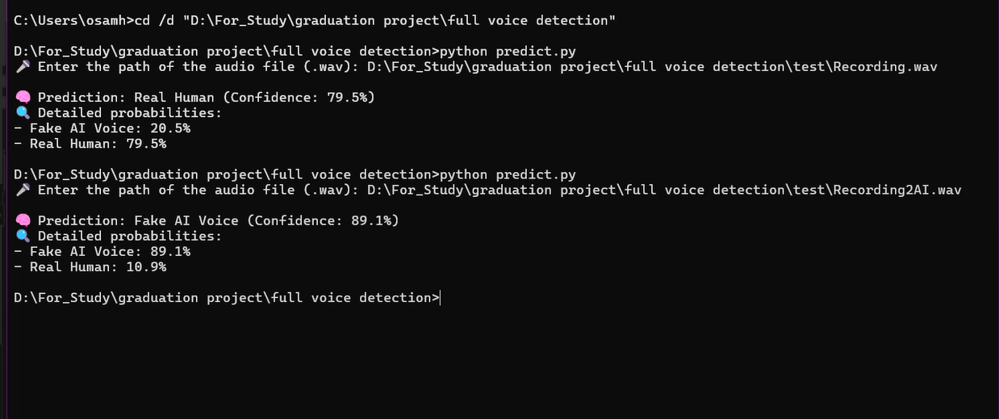 C:\Users\osamh>cd /d "D:\For_Study\graduation project\full voice detection"
D:\For_Study\graduation project\full voice detection>python predict.py
🎤 Enter the path of the audio file (.wav): D:\For_Study\graduation project\full voice detection\test\Recording.wav
🧠 Prediction: Real Human (Confidence: 79.5%)
🔍 Detailed probabilities:
- Fake AI Voice: 20.5%
- Real Human: 79.5%
D:\For_Study\graduation project\full voice detection>python predict.py
🎤 Enter the path of the audio file (.wav): D:\For_Study\graduation project\full voice detection\test\Recording2AI.wav
🧠 Prediction: Fake AI Voice (Confidence: 89.1%)
🔍 Detailed probabilities:
- Fake AI Voice: 89.1%
- Real Human: 10.9%
D:\For_Study\graduation project\full voice detection>